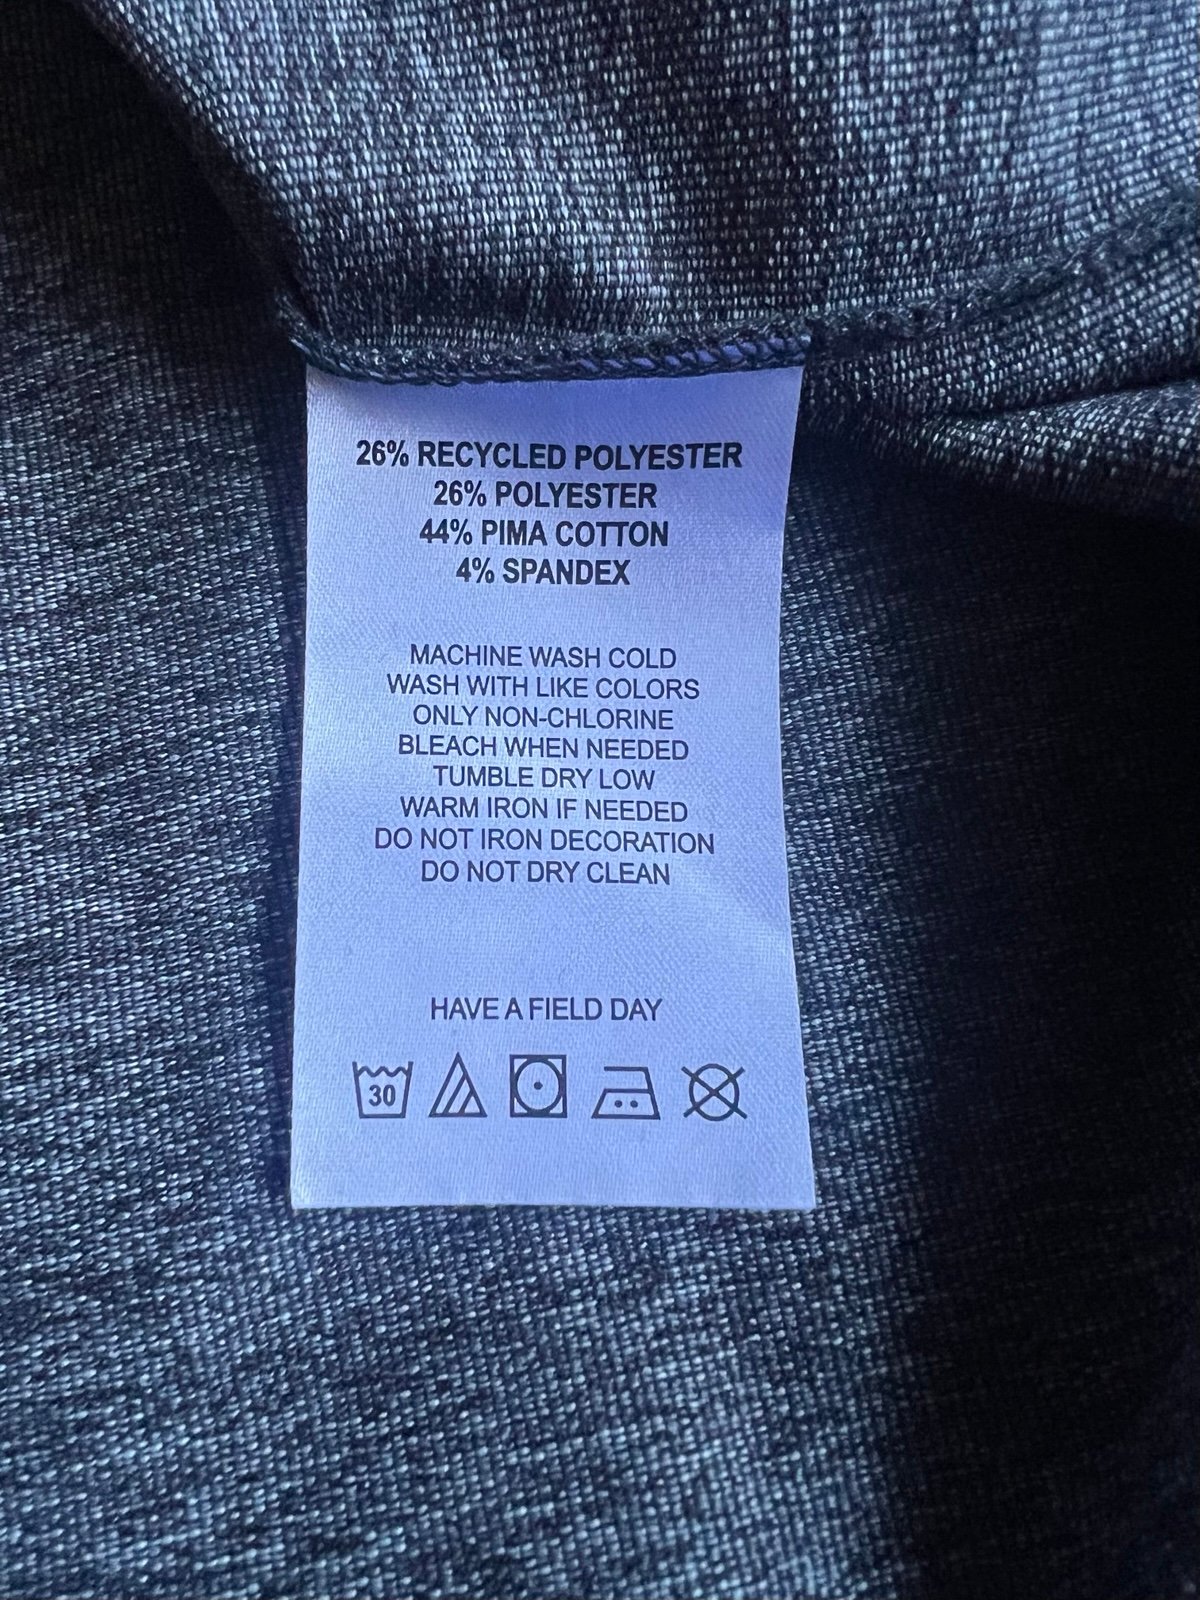 26% RECYCLED POLYESTER
26% POLYESTER
44% PIMA COTTON
4% SPANDEX
MACHINE WASH COLD
WASH WITH LIKE COLORS
ONLY NON-CHLORINE
BLEACH WHEN NEEDED
TUMBLE DRY LOW
WARM IRON IF NEEDED
DO NOT IRON DECORATION
DO NOT DRY CLEAN
HAVE A FIELD DAY
30